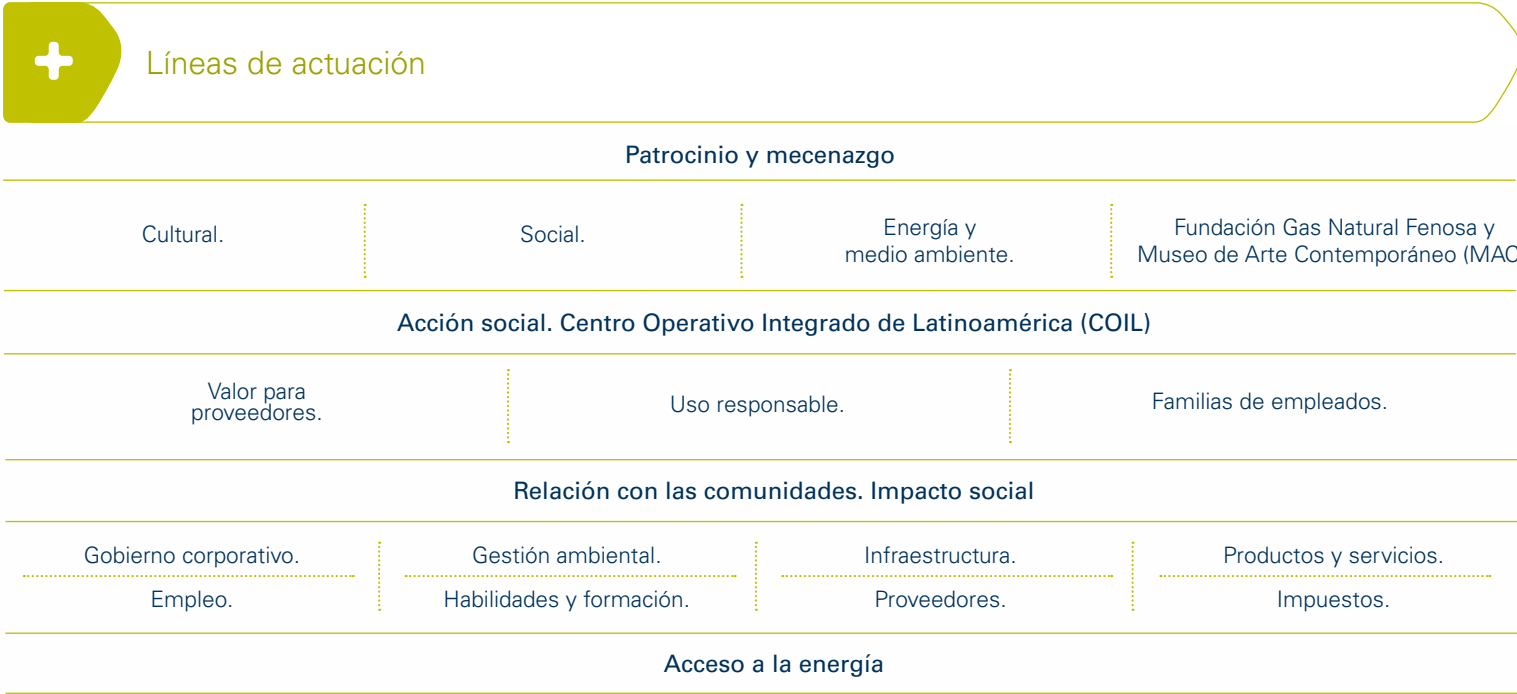 Líneas de actuación
Patrocinio y mecenazgo
Cultural.
Social.
Energía y
medio ambiente.
Fundación Gas Natural Fenosa y
Museo de Arte Contemporáneo (MAC
Acción social. Centro Operativo Integrado de Latinoamérica (COIL)
Valor para
proveedores.
Uso responsable.
Familias de empleados.
Relación con las comunidades. Impacto social
Gobierno corporativo.
Gestión ambiental.
Infraestructura.
Productos y servicios.
Empleo.
Habilidades y formación.
Proveedores.
Impuestos.
Acceso a la energía